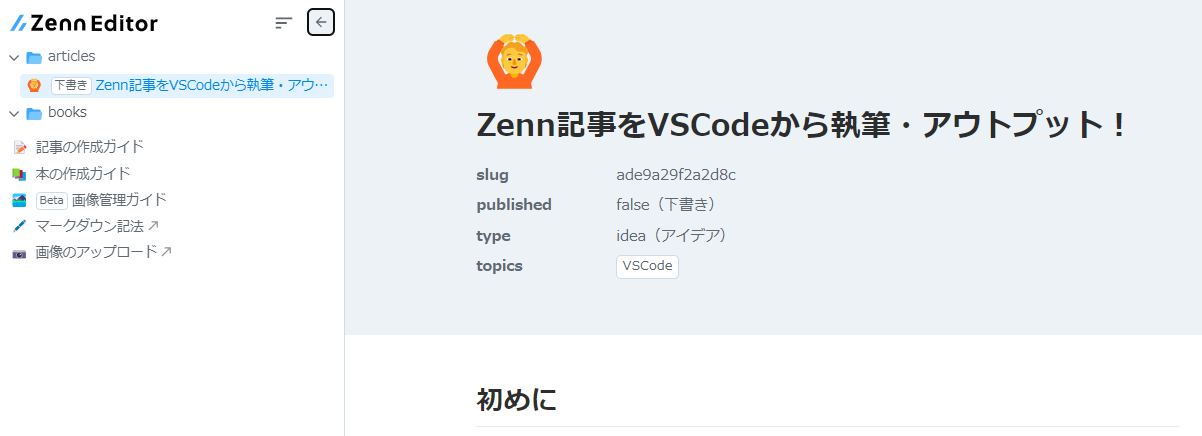 Zenn Editor
articles
下書き Zenn記事をVSCodeから執筆・アウ…
books
記事の作成ガイド
本の作成ガイド
Beta 画像管理ガイド
マークダウン記法
画像のアップロード
Zenn記事をVSCodeから執筆・アウトプット！
slug ade9a29f2a2d8c
published false（下書き）
type idea（アイデア）
topics VSCode
初めに